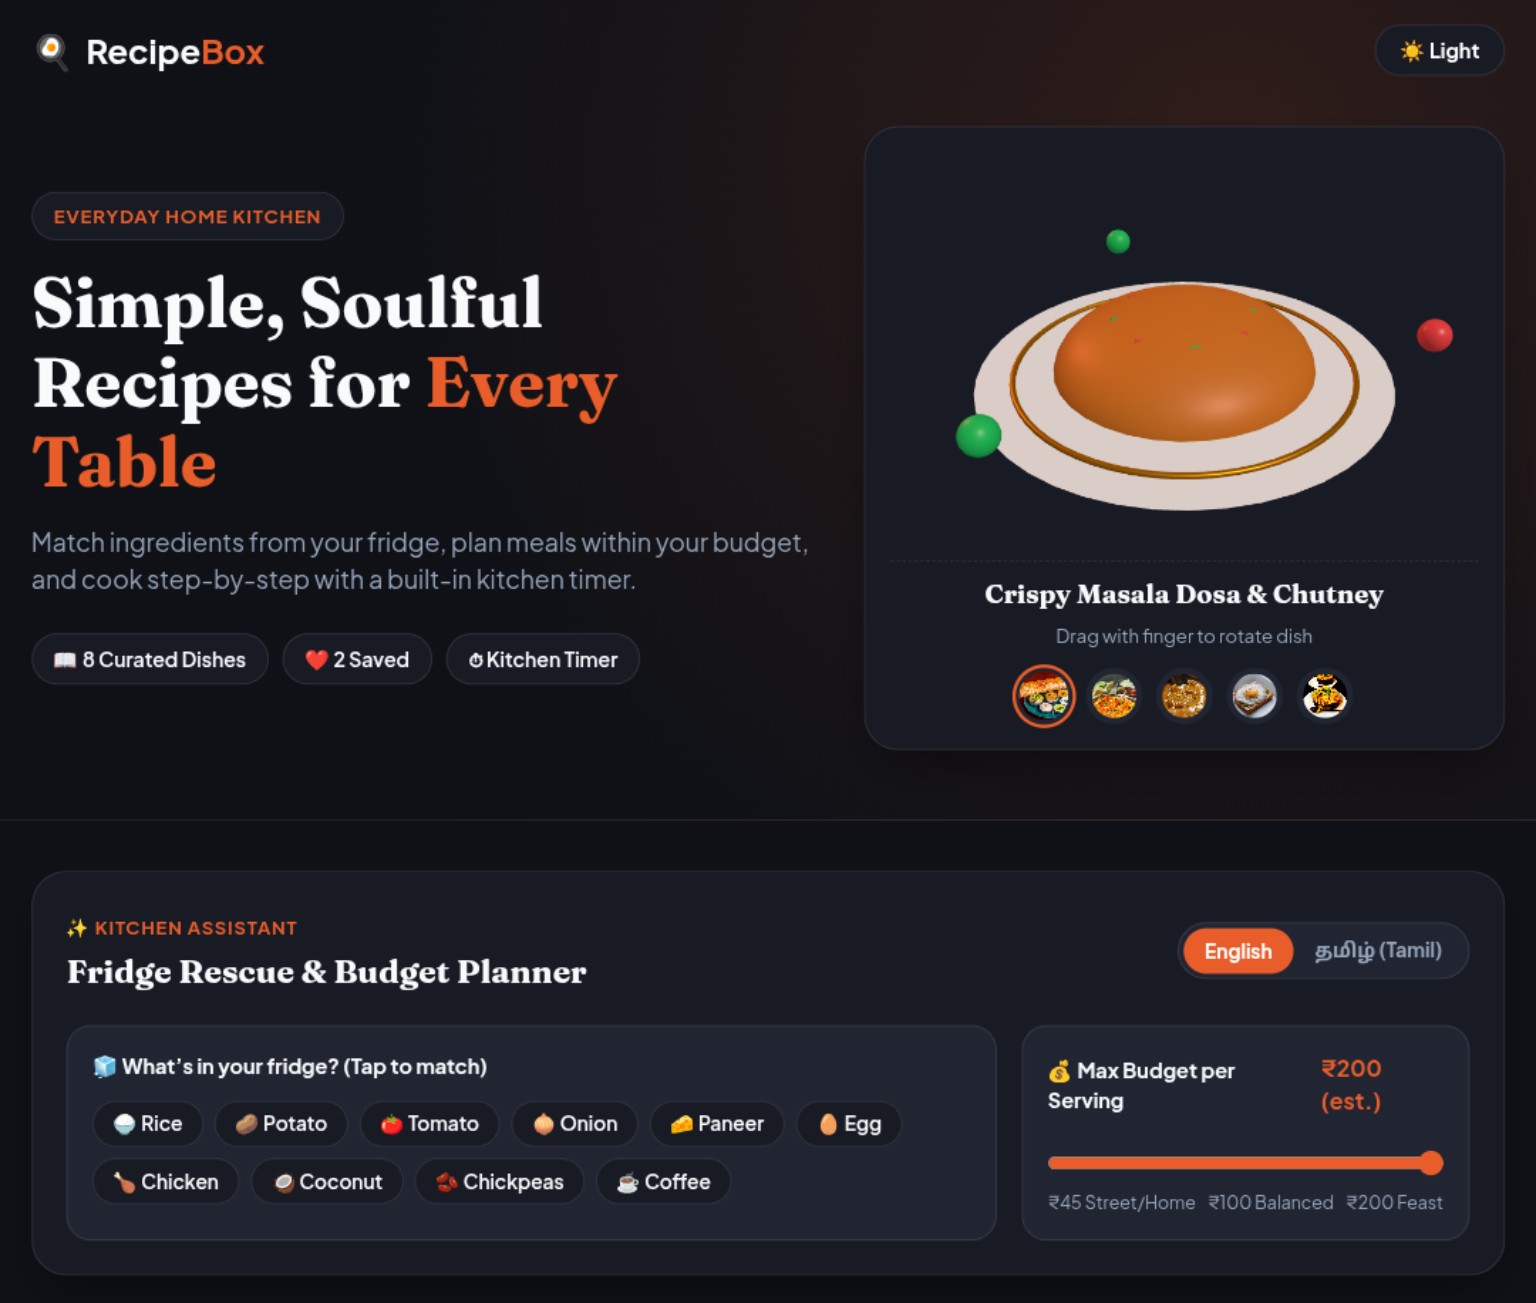 RecipeBox
☀️ Light
EVERYDAY HOME KITCHEN
Simple, Soulful
Recipes for Every
Table
Match ingredients from your fridge, plan meals within your budget,
and cook step-by-step with a built-in kitchen timer.
📖 8 Curated Dishes
❤️ 2 Saved
⏱ Kitchen Timer
Crispy Masala Dosa & Chutney
Drag with finger to rotate dish
✨ KITCHEN ASSISTANT
Fridge Rescue & Budget Planner
English
தமிழ் (Tamil)
🧊 What's in your fridge? (Tap to match)
🍚 Rice
🥔 Potato
🍅 Tomato
🧅 Onion
🧀 Paneer
🥚 Egg
🍗 Chicken
🥥 Coconut
🫘 Chickpeas
☕ Coffee
💰 Max Budget per
Serving
₹200
(est.)
₹45 Street/Home
₹100 Balanced
₹200 Feast